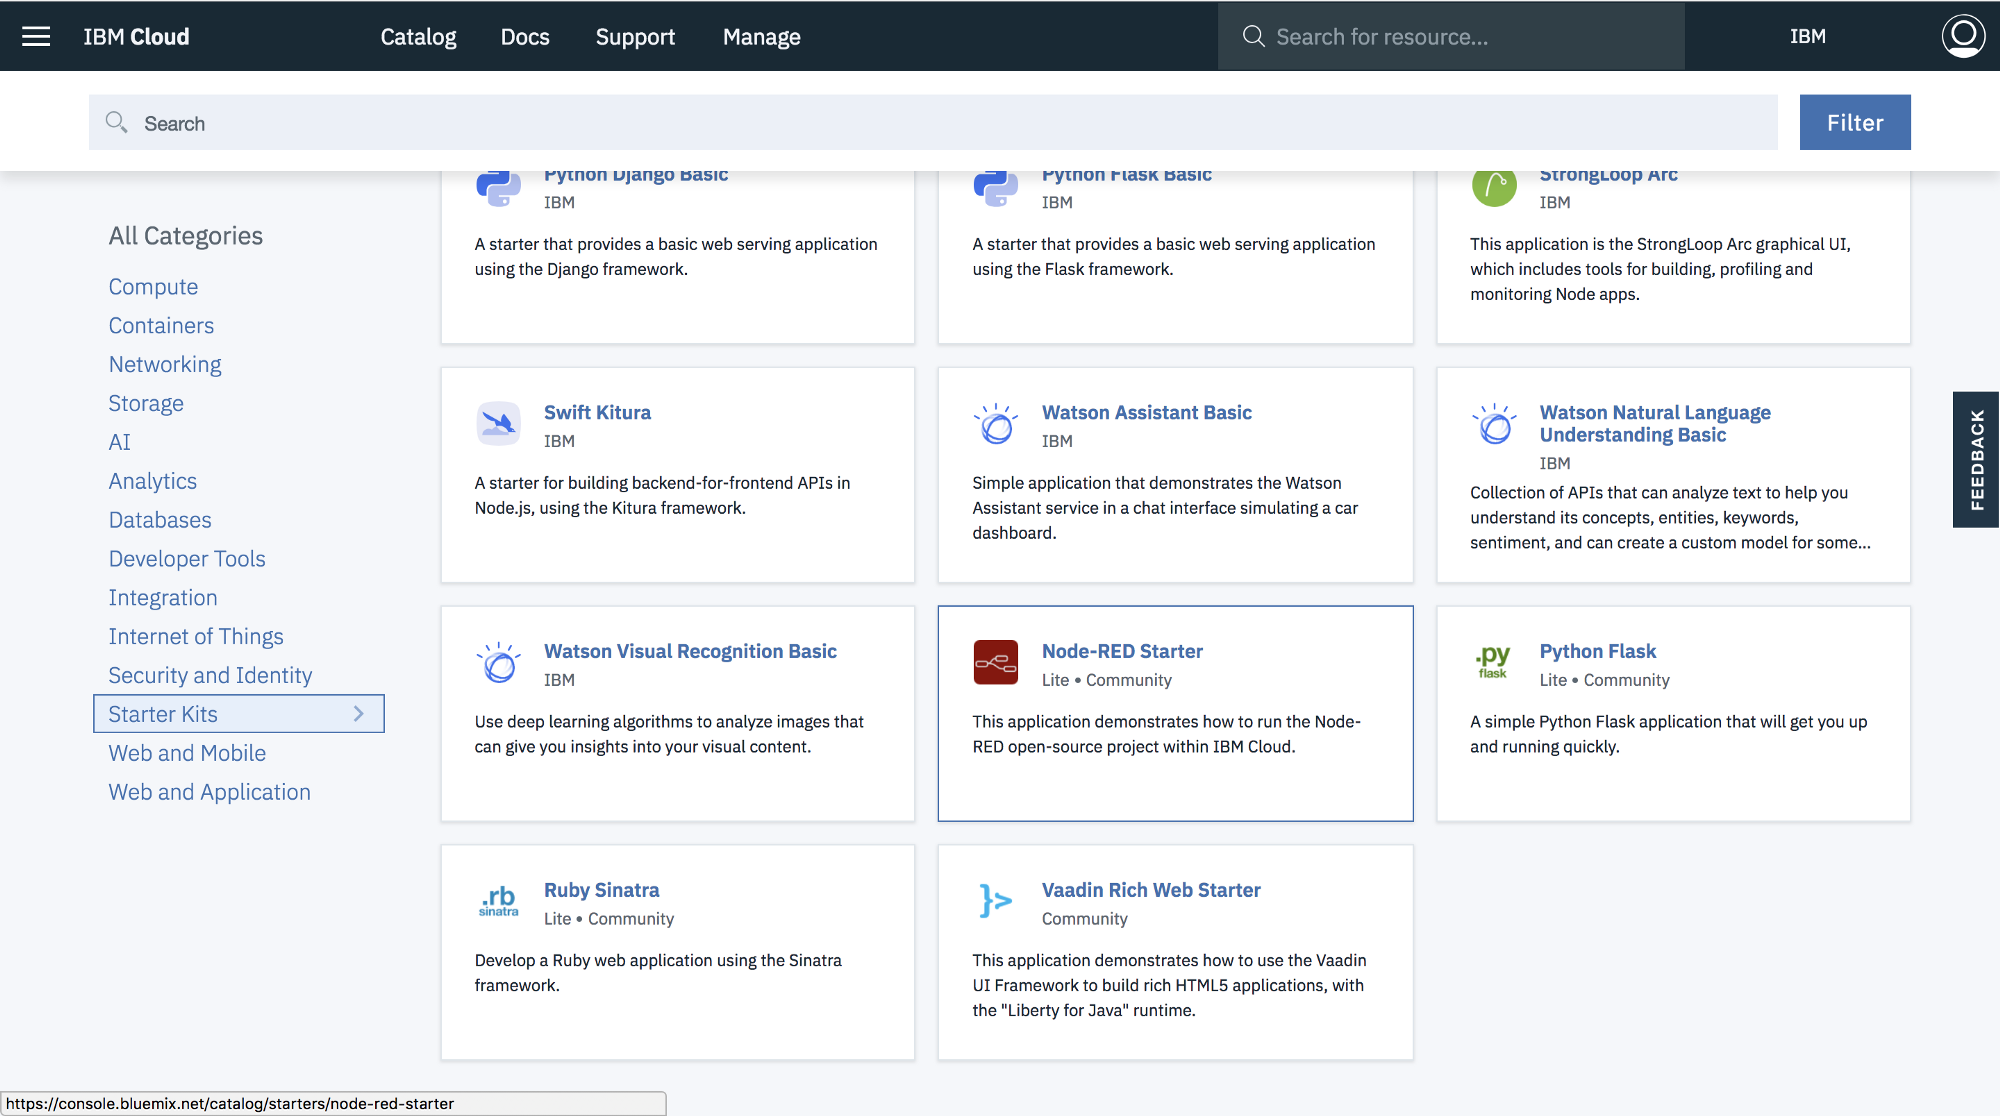 IBM Cloud
Catalog
Docs
Support
Manage
Search for resource...
IBM
Search
Filter
All Categories
Compute
Containers
Networking
Storage
AI
Analytics
Databases
Developer Tools
Integration
Internet of Things
Security and Identity
Starter Kits
Web and Mobile
Web and Application
Python Django Basic
IBM
A starter that provides a basic web serving application
using the Django framework.
Python Flask Basic
IBM
A starter that provides a basic web serving application
using the Flask framework.
StrongLoop Arc
IBM
This application is the StrongLoop Arc graphical UI,
which includes tools for building, profiling and
monitoring Node apps.
Swift Kitura
IBM
A starter for building backend-for-frontend APIs in
Node.js, using the Kitura framework.
Watson Assistant Basic
IBM
Simple application that demonstrates the Watson
Assistant service in a chat interface simulating a car
dashboard.
Watson Natural Language
Understanding Basic
IBM
Collection of APIs that can analyze text to help you
understand its concepts, entities, keywords,
sentiment, and can create a custom model for some...
Watson Visual Recognition Basic
IBM
Use deep learning algorithms to analyze images that
can give you insights into your visual content.
Node-RED Starter
Lite • Community
This application demonstrates how to run the Node-
RED open-source project within IBM Cloud.
.py
flask
Python Flask
Lite • Community
A simple Python Flask application that will get you up
and running quickly.
.rb
sinatra
Ruby Sinatra
Lite • Community
Develop a Ruby web application using the Sinatra
framework.
Vaadin Rich Web Starter
Community
This application demonstrates how to use the Vaadin
UI Framework to build rich HTML5 applications, with
the "Liberty for Java" runtime.
FEEDBACK
https://console.bluemix.net/catalog/starters/node-red-starter